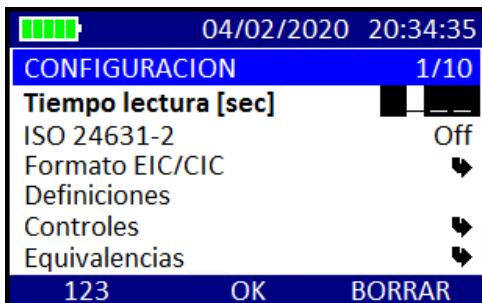 04/02/2020 20:34:35
CONFIGURACION 1/10
Tiempo lectura [sec]
ISO 24631-2 Off
Formato EIC/CIC
Definiciones
Controles
Equivalencias
123 OK BORRAR